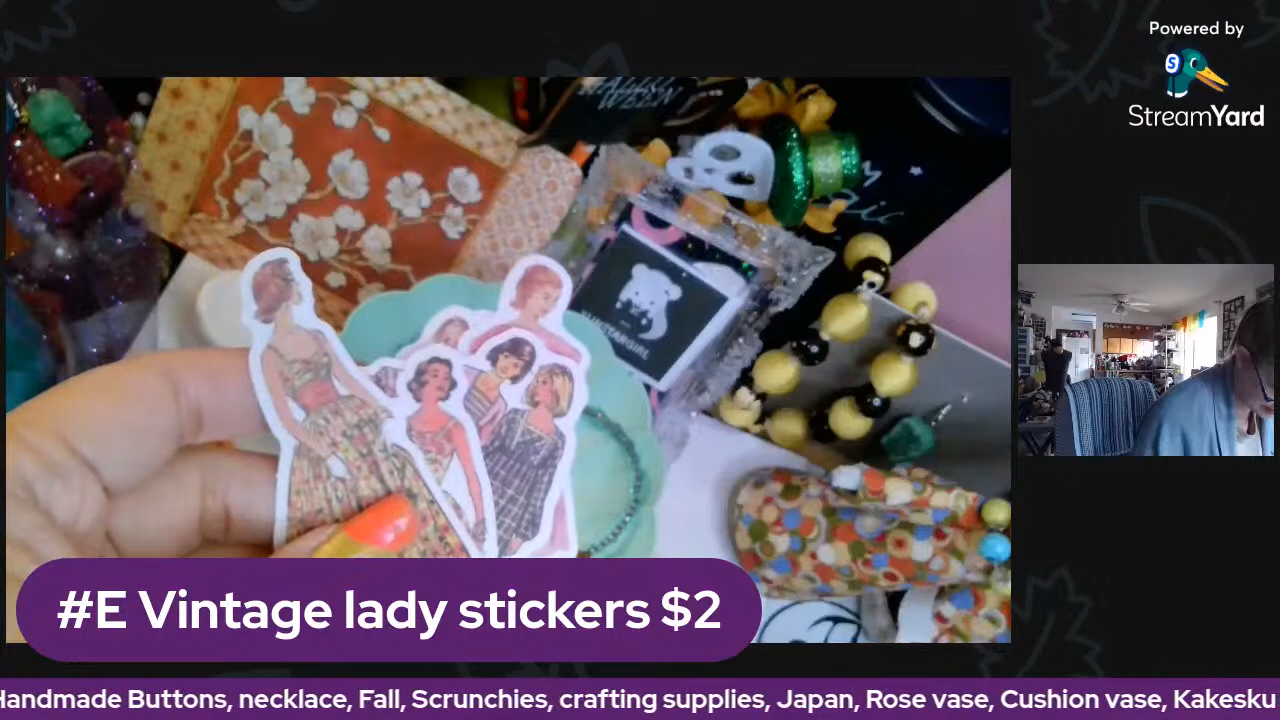 Powered by
StreamYard
#E Vintage lady stickers $2
Handmade Buttons, necklace, Fall, Scrunchies, crafting supplies, Japan, Rose vase, Cushion vase, Kakesku